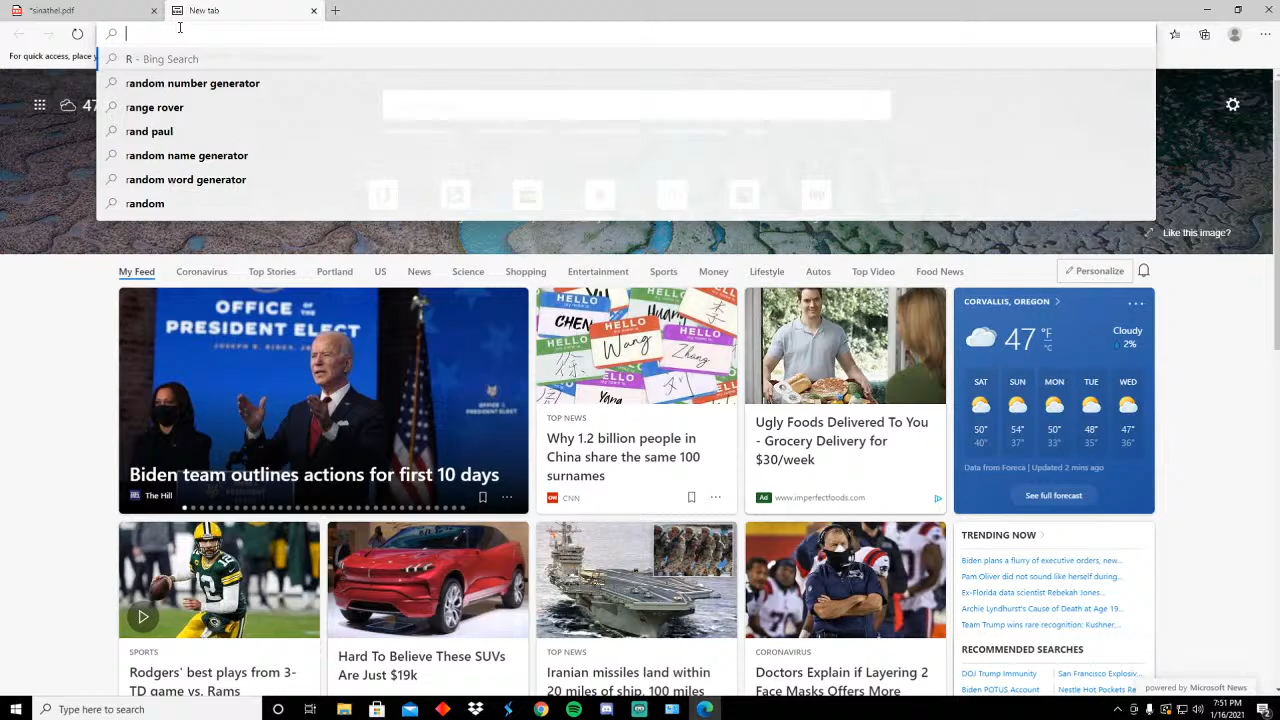 *sinathel.pdf
New tab
For quick access, place y
R - Bing Search
random number generator
range rover
rand paul
random name generator
random word generator
random
47
Like this image?
My Feed
Coronavirus
Top Stories
Portland
US
News
Science
Shopping
Entertainment
Sports
Money
Lifestyle
Autos
Top Video
Food News
Personalize
OFFICE OF
PRESIDENT ELECT
JOSEPH R. BIDEN, JR.
Biden team outlines actions for first 10 days
The Hill
HELLO
CHEN
HELLO
Huang
HELLO
Wang
HELLO
Zhang
TOP NEWS
Why 1.2 billion people in
China share the same 100
surnames
CNN
Ugly Foods Delivered To You
- Grocery Delivery for
$30/week
Ad
www.imperfectfoods.com
CORVALLIS, OREGON
47
°F
°C
Cloudy
2%
SAT
SUN
MON
TUE
WED
50°
54°
50°
48°
47°
40°
37°
33°
35°
36°
Data from Foreca | Updated 2 mins ago
See full forecast
SPORTS
Rodgers' best plays from 3-
TD game vs. Rams
Hard To Believe These SUVs
Are Just $19k
TOP NEWS
Iranian missiles land within
20 miles of ship, 100 miles
CORONAVIRUS
Doctors Explain if Layering 2
Face Masks Offers More
TRENDING NOW
Biden plans a flurry of executive orders, new...
Pam Oliver did not sound like herself during...
Ex-Florida data scientist Rebekah Jones...
Archie Lyndhurst's Cause of Death at Age 19...
Team Trump wins rare recognition: Kushner,...
RECOMMENDED SEARCHES
DOJ Trump Immunity
San Francisco Explosiv...
Biden POTUS Account
Nestle Hot Pockets Re
powered by Microsoft News
Type here to search
7:51 PM
1/16/2021